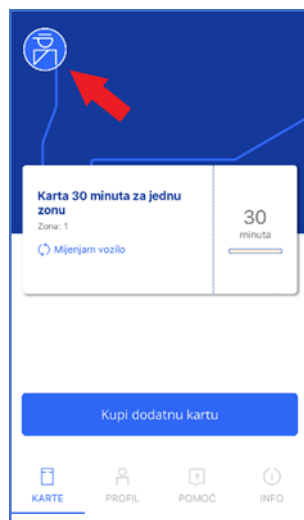 Karta 30 minuta za jednu
zonu
Zona: 1
Mijenjam vozilo
30
minuta
Kupi dodatnu kartu
KARTE
PROFIL
POMOĆ
INFO